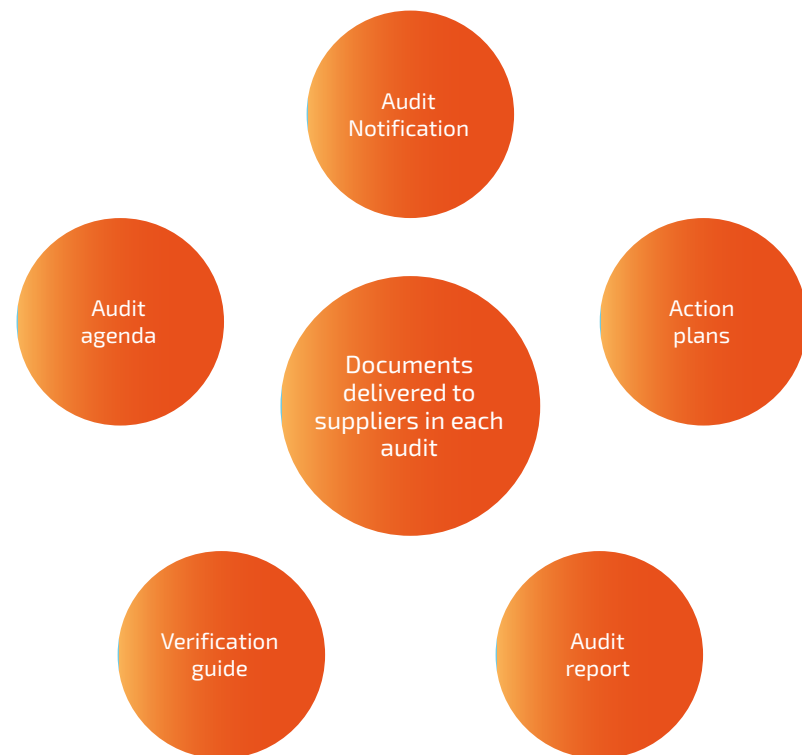 Audit
Notification
Audit
agenda
Action
plans
Documents
delivered to
suppliers in each
audit
Verification
guide
Audit
report